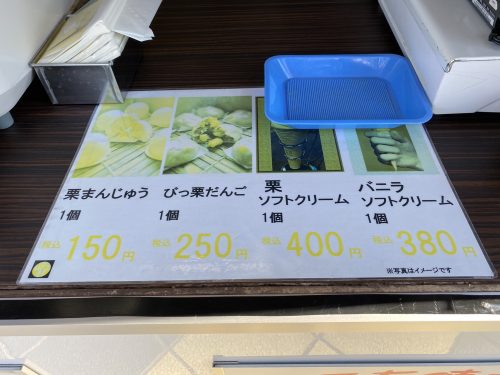 栗まんじゅう
1個
税込150円
びっ栗だんご
1個
税込250円
栗
ソフトクリーム
1個
税込400円
バニラ
ソフトクリーム
1個
税込380円
※写真はイメージです